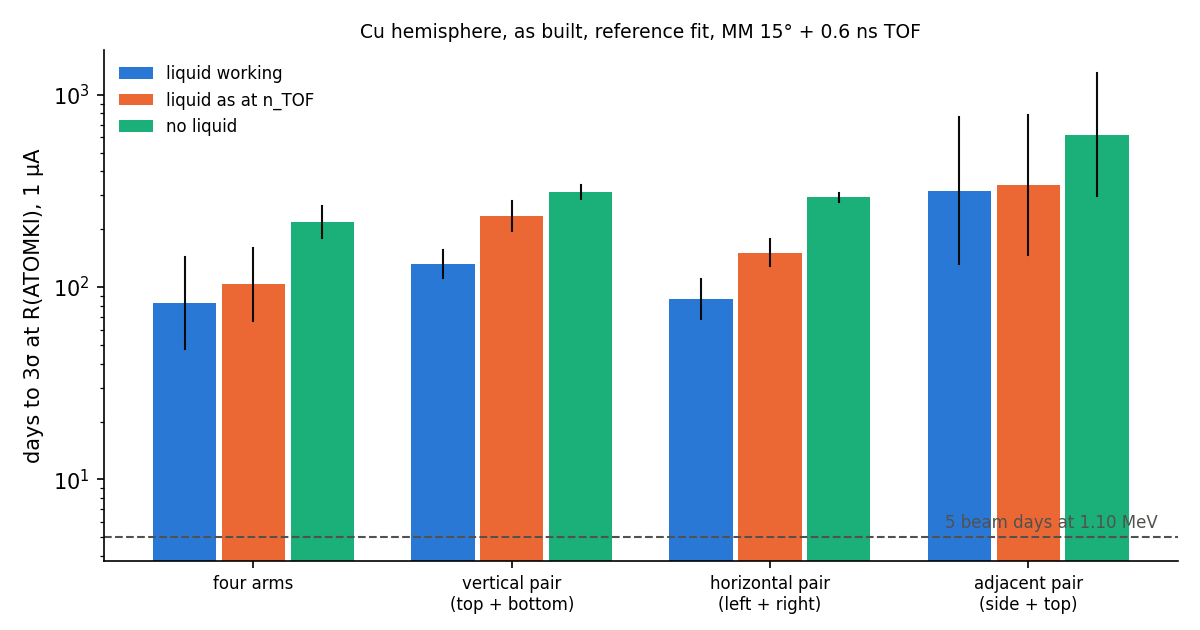 Cu hemisphere, as built, reference fit, MM 15° + 0.6 ns TOF
days to 3σ at R(ATOMKI), 1 µA
10³
10²
10¹
liquid working
liquid as at n_TOF
no liquid
5 beam days at 1.10 MeV
four arms
vertical pair
(top + bottom)
horizontal pair
(left + right)
adjacent pair
(side + top)